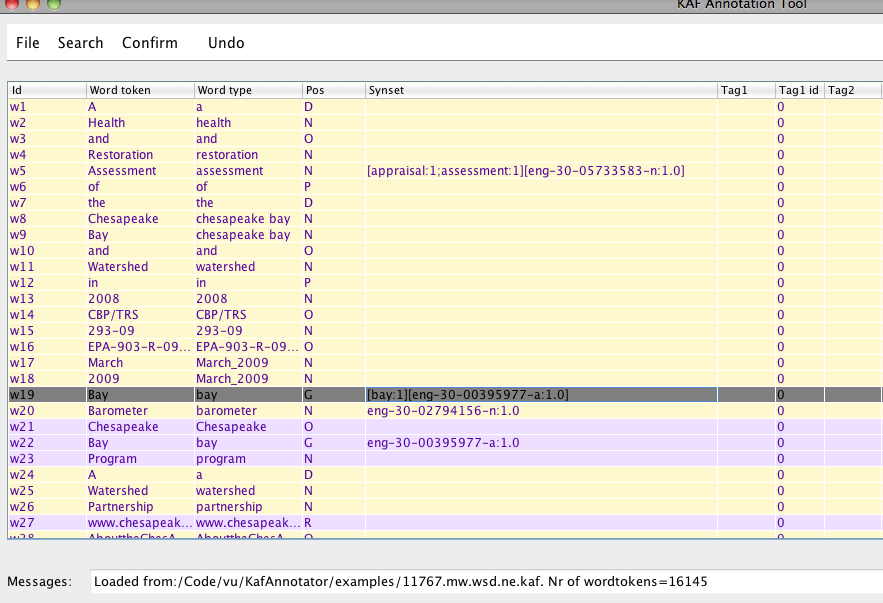 KAF Annotation Tool
File Search Confirm Undo
Id Word token Word type Pos Synset Tag1 Tag1 id Tag2
w1 A a D 0
w2 Health health N 0
w3 and and O 0
w4 Restoration restoration N 0
w5 Assessment assessment N [appraisal:1;assessment:1][eng-30-05733583-n:1.0] 0
w6 of of P 0
w7 the the D 0
w8 Chesapeake chesapeake bay N 0
w9 Bay chesapeake bay N 0
w10 and and O 0
w11 Watershed watershed N 0
w12 in in P 0
w13 2008 2008 N 0
w14 CBP/TRS CBP/TRS O 0
w15 293-09 293-09 N 0
w16 EPA-903-R-09... EPA-903-R-09... O 0
w17 March March_2009 N 0
w18 2009 March_2009 N 0
w19 Bay bay G [bay:1][eng-30-00395977-a:1.0] 0
w20 Barometer barometer N eng-30-02794156-n:1.0 0
w21 Chesapeake Chesapeake O 0
w22 Bay bay G eng-30-00395977-a:1.0 0
w23 Program program N 0
w24 A a D 0
w25 Watershed watershed N 0
w26 Partnership partnership N 0
w27 www.chesapeak... www.chesapeak... R 0
w28 AbouttheChesA... AbouttheChesA... O 0
Messages: Loaded from:/Code/vu/KafAnnotator/examples/11767.mw.wsd.ne.kaf. Nr of wordtokens=16145